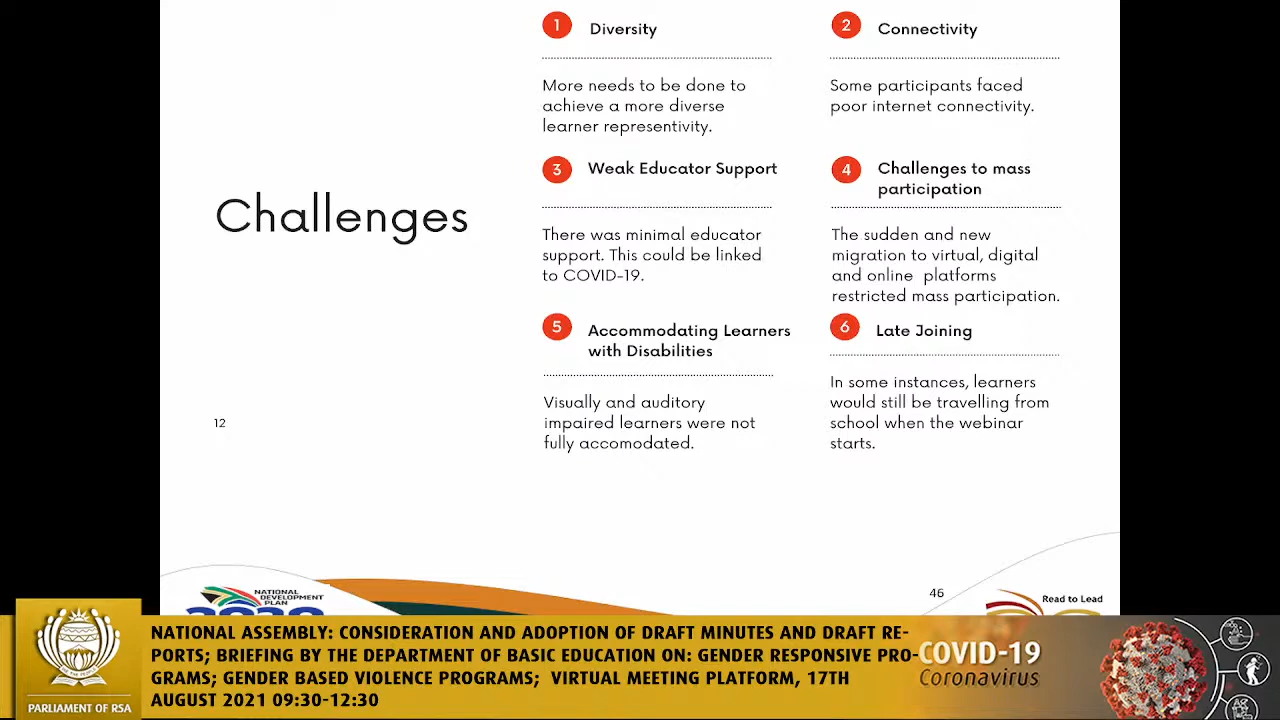 Challenges
12
1 Diversity
More needs to be done to
achieve a more diverse
learner representivity.
2 Connectivity
Some participants faced
poor internet connectivity.
3 Weak Educator Support
There was minimal educator
support. This could be linked
to COVID-19.
4 Challenges to mass
participation
The sudden and new
migration to virtual, digital
and online platforms
restricted mass participation.
5 Accommodating Learners
with Disabilities
Visually and auditory
impaired learners were not
fully accomodated.
6 Late Joining
In some instances, learners
would still be travelling from
school when the webinar
starts.
46
NATIONAL
DEVELOPMENT
PLAN
Read to Lead
PARLIAMENT OF RSA
NATIONAL ASSEMBLY: CONSIDERATION AND ADOPTION OF DRAFT MINUTES AND DRAFT RE-
PORTS; BRIEFING BY THE DEPARTMENT OF BASIC EDUCATION ON: GENDER RESPONSIVE PRO-
GRAMS; GENDER BASED VIOLENCE PROGRAMS; VIRTUAL MEETING PLATFORM, 17TH
AUGUST 2021 09:30-12:30
COVID-19
Coronavirus